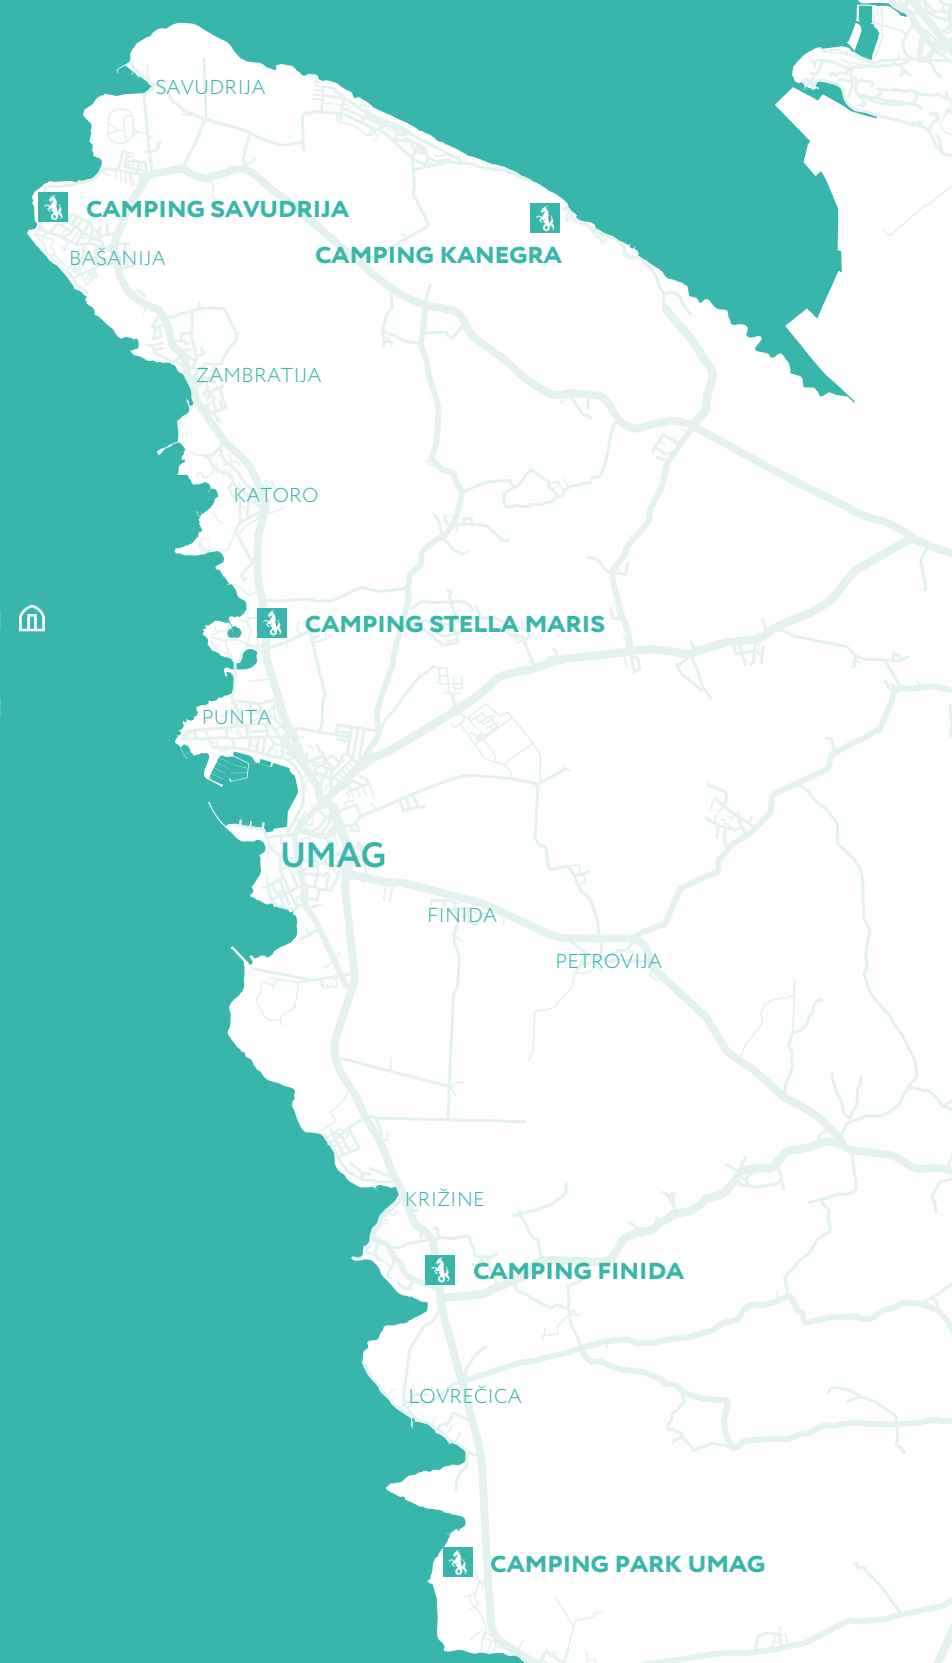 SAVUDRIJA
CAMPING SAVUDRIJA
CAMPING KANEGRA
BAŠANIJA
ZAMBRATIJA
KATORO
CAMPING STELLA MARIS
PUNTA
UMAG
FINIDA
PETROVIJA
KRIŽINE
CAMPING FINIDA
LOVREČICA
CAMPING PARK UMAG